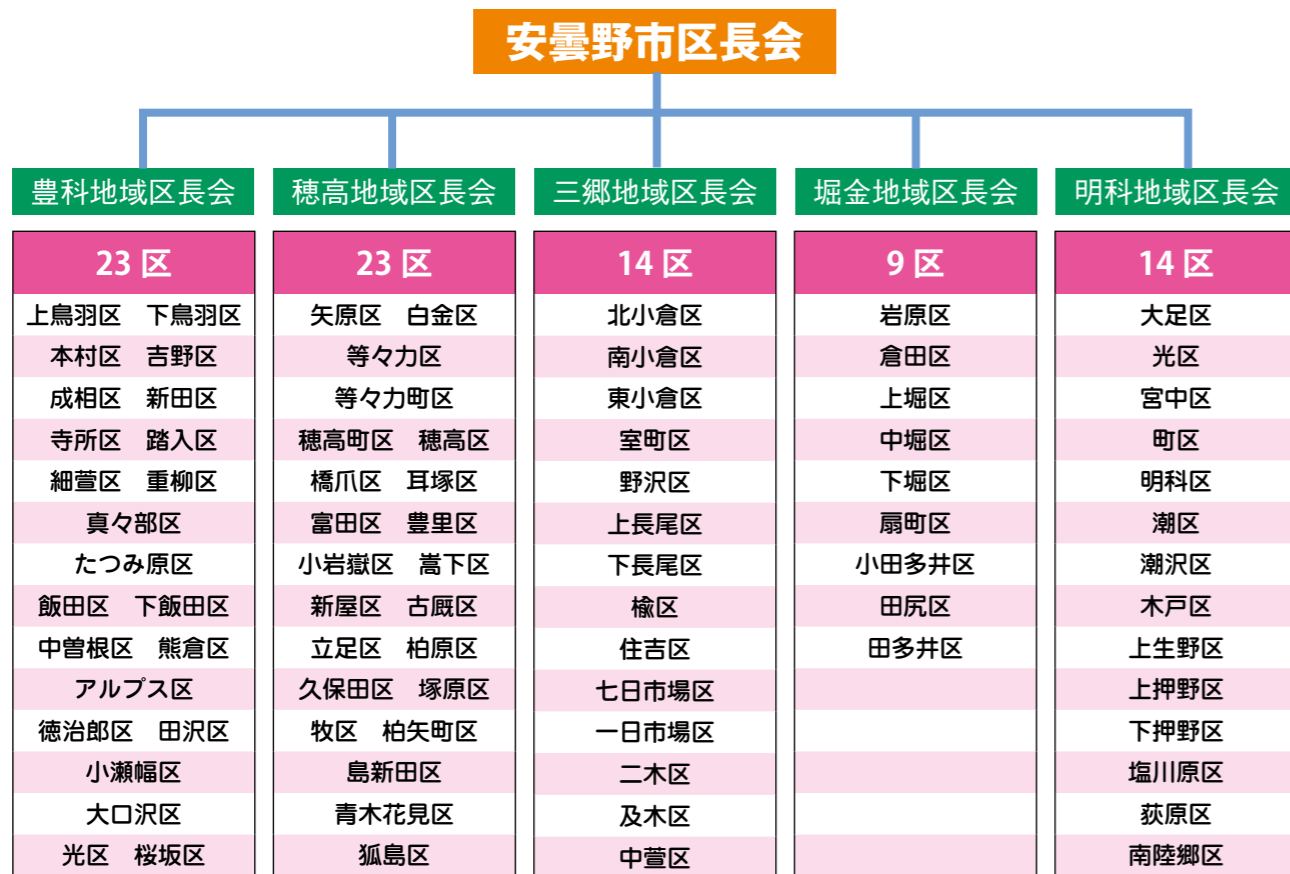 安曇野市区長会
豊科地域区長会
23 区
上鳥羽区 下鳥羽区
本村区 吉野区
成相区 新田区
寺所区 踏入区
細萱区 重柳区
真々部区
たつみ原区
飯田区 下飯田区
中曽根区 熊倉区
アルプス区
徳治郎区 田沢区
小瀬幅区
大口沢区
光区 桜坂区
穂高地域区長会
23 区
矢原区 白金区
等々力区
等々力町区
穂高町区 穂高区
橋爪区 耳塚区
富田区 豊里区
小岩嶽区 嵩下区
新屋区 古厩区
立足区 柏原区
久保田区 塚原区
牧区 柏矢町区
島新田区
青木花見区
狐島区
三郷地域区長会
14 区
北小倉区
南小倉区
東小倉区
室町区
野沢区
上長尾区
下長尾区
楡区
住吉区
七日市場区
一日市場区
二木区
及木区
中萱区
堀金地域区長会
9 区
岩原区
倉田区
上堀区
中堀区
下堀区
扇町区
小田多井区
田尻区
田多井区
明科地域区長会
14 区
大足区
光区
宮中区
町区
明科区
潮区
潮沢区
木戸区
上生野区
上押野区
下押野区
塩川原区
荻原区
南陸郷区